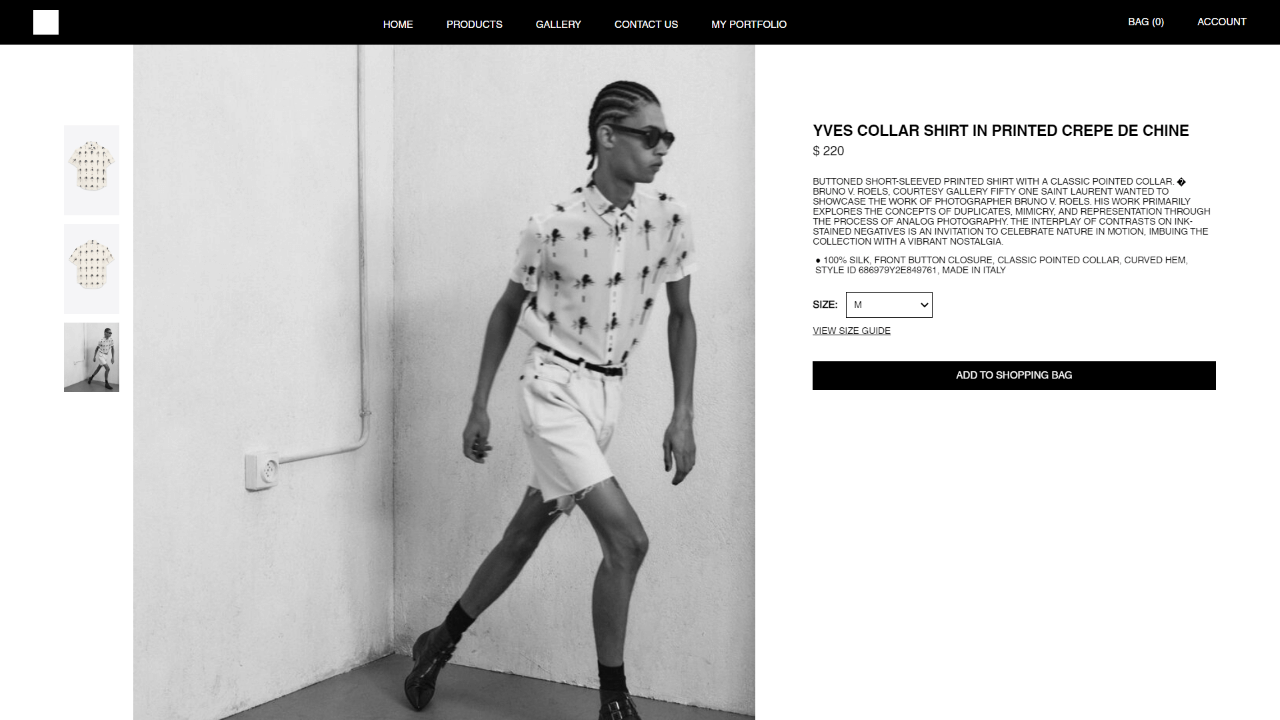 HOME PRODUCTS GALLERY CONTACT US MY PORTFOLIO BAG (0) ACCOUNT
YVES COLLAR SHIRT IN PRINTED CREPE DE CHINE
$ 220
BUTTONED SHORT-SLEEVED PRINTED SHIRT WITH A CLASSIC POINTED COLLAR. �
BRUNO V. ROELS, COURTESY GALLERY FIFTY ONE SAINT LAURENT WANTED TO
SHOWCASE THE WORK OF PHOTOGRAPHER BRUNO V. ROELS. HIS WORK PRIMARILY
EXPLORES THE CONCEPTS OF DUPLICATES, MIMICRY, AND REPRESENTATION THROUGH
THE PROCESS OF ANALOG PHOTOGRAPHY. THE INTERPLAY OF CONTRASTS ON INK-
STAINED NEGATIVES IS AN INVITATION TO CELEBRATE NATURE IN MOTION, IMBUING THE
COLLECTION WITH A VIBRANT NOSTALGIA.
● 100% SILK, FRONT BUTTON CLOSURE, CLASSIC POINTED COLLAR, CURVED HEM,
STYLE ID 686979Y2E849761, MADE IN ITALY
SIZE: M
VIEW SIZE GUIDE
ADD TO SHOPPING BAG